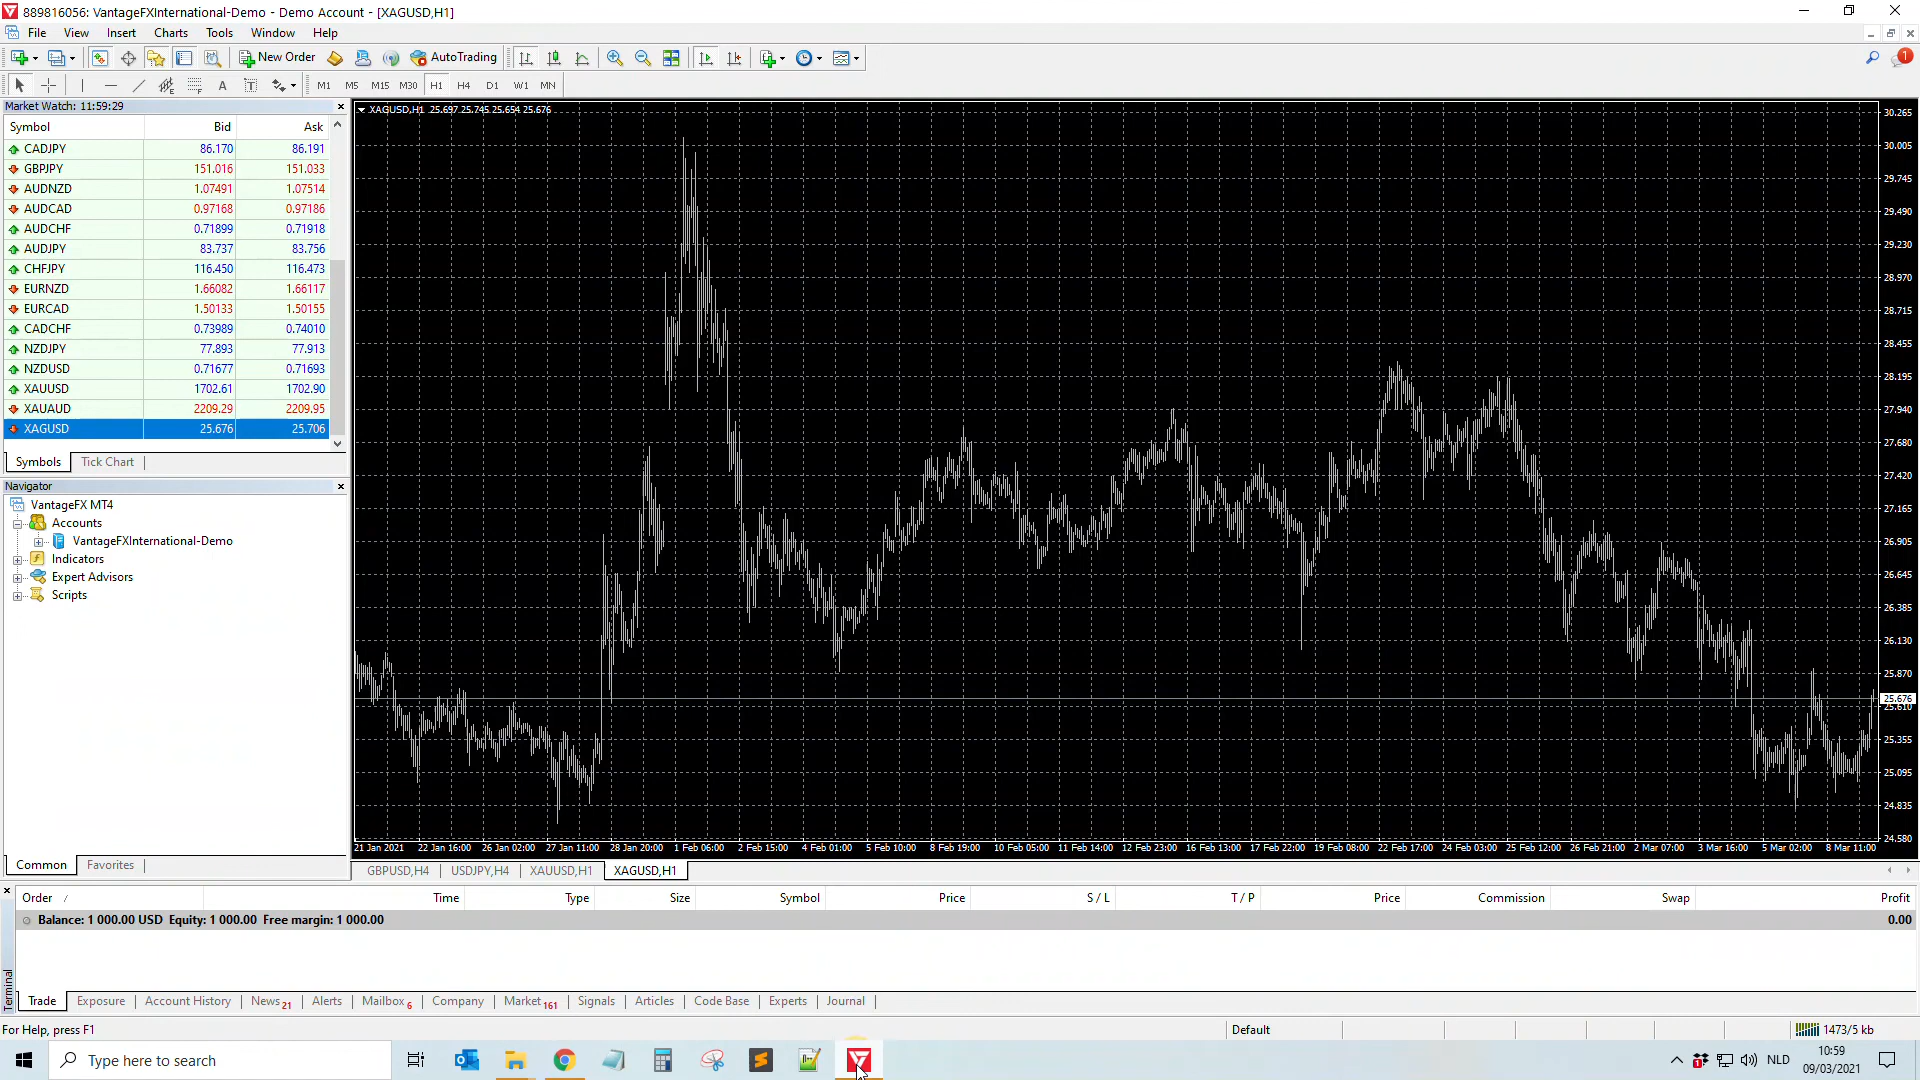 889816056: VantageFXInternational-Demo - Demo Account - [XAGUSD,H1]
File View Insert Charts Tools Window Help
New Order AutoTrading
1
A T M1 M5 M15 M30 H1 H4 D1 W1 MN
Market Watch: 11:59:29
Symbol Bid Ask
CADJPY 86.170 86.191
GBPJPY 151.016 151.033
AUDNZD 1.07491 1.07514
AUDCAD 0.97168 0.97186
AUDCHF 0.71899 0.71918
AUDJPY 83.737 83.756
CHFJPY 116.450 116.473
EURNZD 1.66082 1.66117
EURCAD 1.50133 1.50155
CADCHF 0.73989 0.74010
NZDJPY 77.893 77.913
NZDUSD 0.71677 0.71693
XAUUSD 1702.61 1702.90
XAUAUD 2209.29 2209.95
XAGUSD 25.676 25.706
Symbols Tick Chart
Navigator
VantageFX MT4
Accounts
VantageFXInternational-Demo
Indicators
Expert Advisors
Scripts
Common Favorites
XAGUSD,H1 25.697 25.745 25.654 25.676
30.265
30.005
29.745
29.490
29.230
28.970
28.715
28.455
28.195
27.940
27.680
27.420
27.165
26.905
26.645
26.385
26.130
25.870
25.676
25.610
25.355
25.095
24.835
24.580
21 Jan 2021 22 Jan 16:00 26 Jan 02:00 27 Jan 11:00 28 Jan 20:00 1 Feb 06:00 2 Feb 15:00 4 Feb 01:00 5 Feb 10:00 8 Feb 19:00 10 Feb 05:00 11 Feb 14:00 12 Feb 23:00 16 Feb 13:00 17 Feb 22:00 19 Feb 08:00 22 Feb 17:00 24 Feb 03:00 25 Feb 12:00 26 Feb 21:00 2 Mar 07:00 3 Mar 16:00 5 Mar 02:00 8 Mar 11:00
GBPUSD,H4 USDJPY,H4 XAUUSD,H1 XAGUSD,H1
Order / Time Type Size Symbol Price S / L T / P Price Commission Swap Profit
Balance: 1 000.00 USD Equity: 1 000.00 Free margin: 1 000.00 0.00
Terminal
Trade Exposure Account History News 21 Alerts Mailbox 6 Company Market 161 Signals Articles Code Base Experts Journal
For Help, press F1 Default 1473/5 kb
Type here to search NLD 10:59
09/03/2021